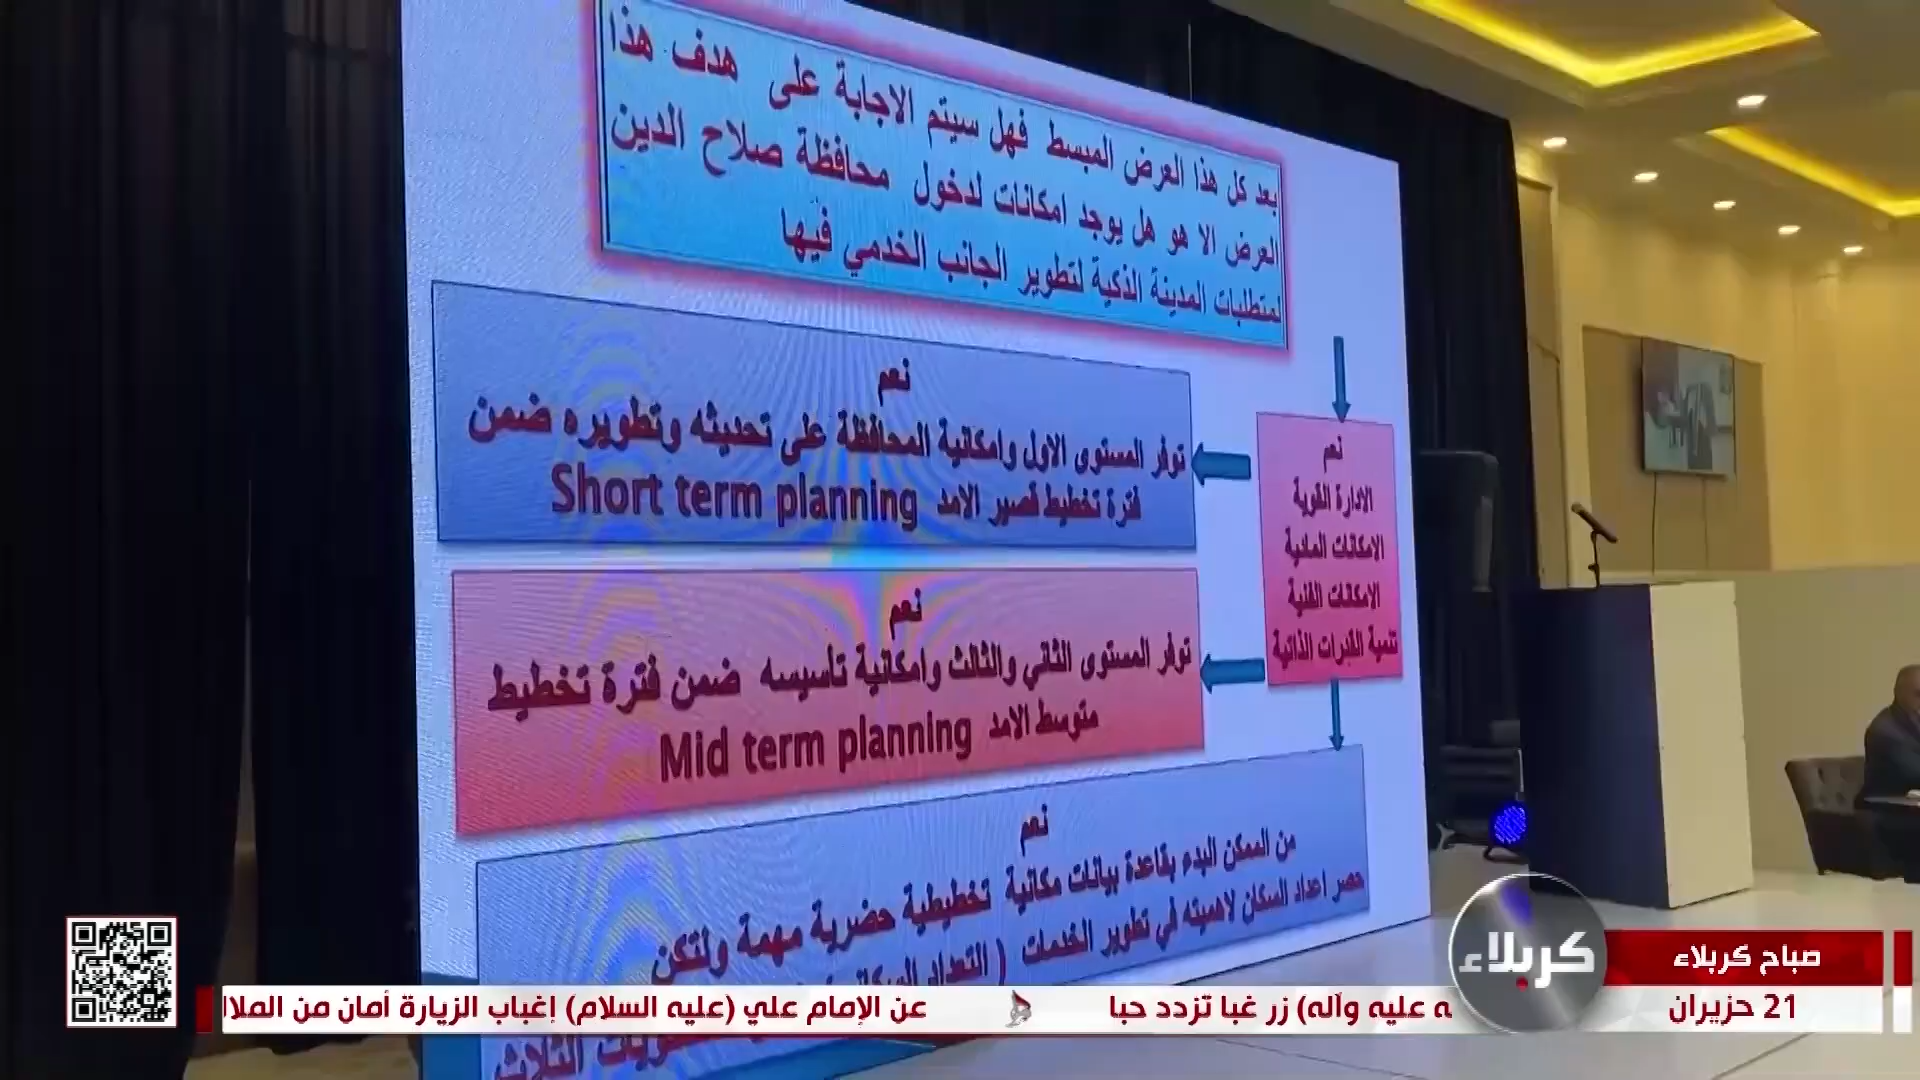 بعد كل هذا العرض المبسط فهل سيتم الاجابة على هدف هذا
العرض الا هو هل يوجد امكانات لدخول محافظة صلاح الدين
لمتطلبات المدينة الذكية لتطوير الجانب الخدمي فيها
نعم
الادارة القوية
الامكانات المادية
الامكانات الفنية
تنمية القدرات الذاتية
نعم
توفر المستوى الاول وامكانية المحافظة على تحديثه وتطويره ضمن
فترة تخطيط قصير الامد Short term planning
نعم
توفر المستوى الثاني والثالث وامكانية تأسيسه ضمن فترة تخطيط
متوسط الامد Mid term planning
نعم
من الممكن البدء بقاعدة بيانات مكانية تخطيطية حضرية مهمة ولتكن
حصر اعداد السكان لاهميته في تطوير الخدمات ( التعداد
الثلاث
كربلاء
صباح كربلاء
21 حزيران
ه عليه وآله) زر غبا تزدد حبا
عن الإمام علي (عليه السلام) إغباب الزيارة أمان من الملا